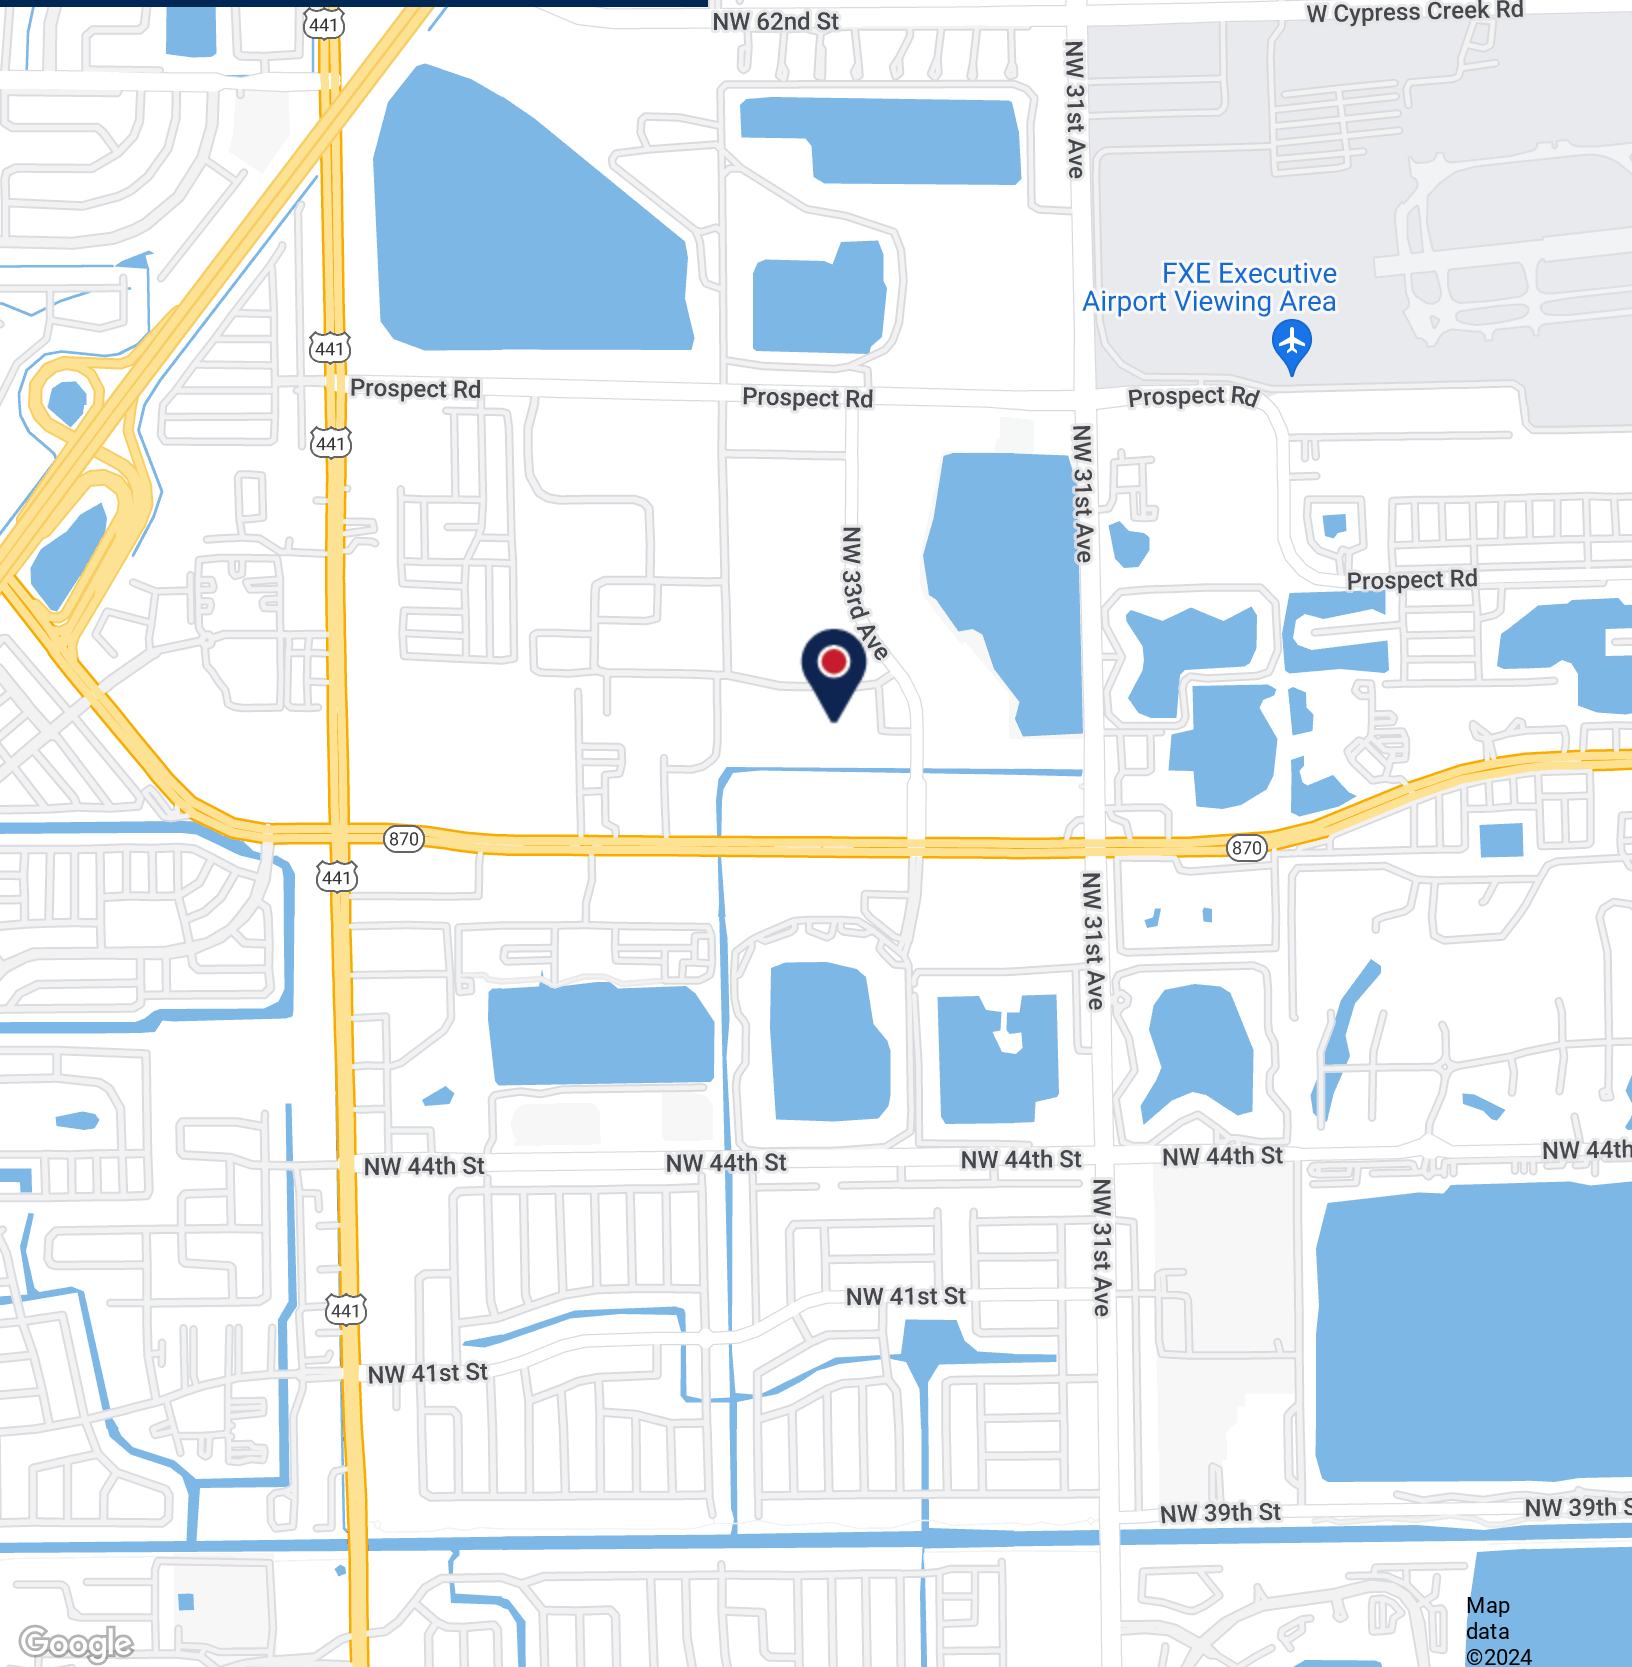 441
NW 62nd St
W Cypress Creek Rd
NW 31st Ave
FXE Executive
Airport Viewing Area
441
Prospect Rd
Prospect Rd
Prospect Rd
441
NW 31st Ave
NW 33rd Ave
Prospect Rd
870
870
441
NW 31st Ave
NW 44th St
NW 44th St
NW 44th St
NW 44th St
NW 44th
NW 31st Ave
NW 41st St
441
NW 41st St
NW 39th St
NW 39th S
Map
data
©2024
Google